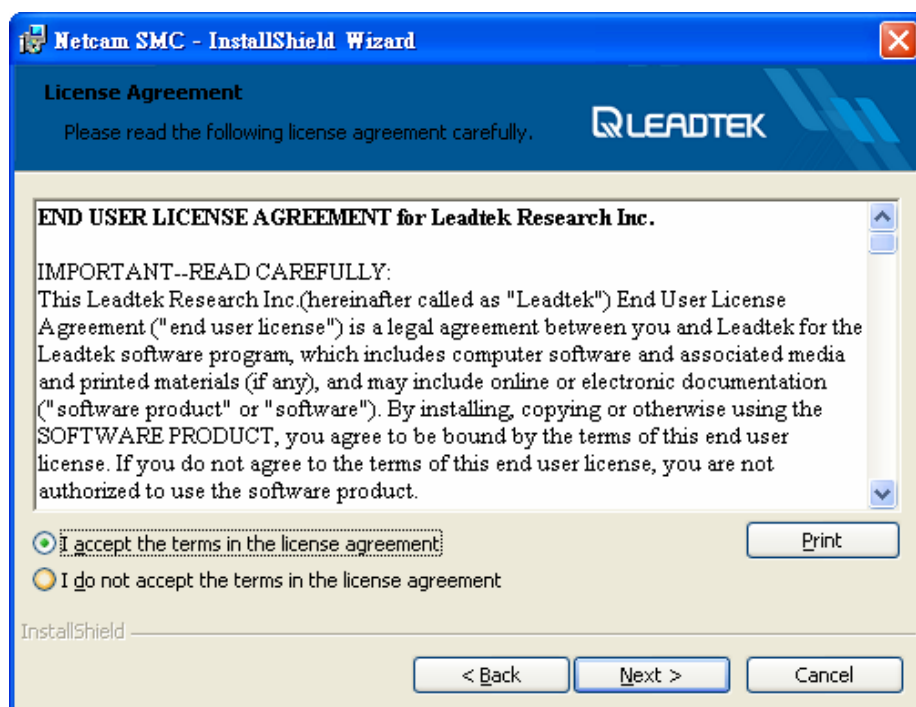 Netcam SMC - InstallShield Wizard
License Agreement
Please read the following license agreement carefully.
LEADTEK
END USER LICENSE AGREEMENT for Leadtek Research Inc.
IMPORTANT--READ CAREFULLY:
This Leadtek Research Inc.(hereinafter called as "Leadtek") End User License
Agreement ("end user license") is a legal agreement between you and Leadtek for the
Leadtek software program, which includes computer software and associated media
and printed materials (if any), and may include online or electronic documentation
("software product" or "software"). By installing, copying or otherwise using the
SOFTWARE PRODUCT, you agree to be bound by the terms of this end user
license. If you do not agree to the terms of this end user license, you are not
authorized to use the software product.
I accept the terms in the license agreement
Print
I do not accept the terms in the license agreement
InstallShield
< Back
Next >
Cancel